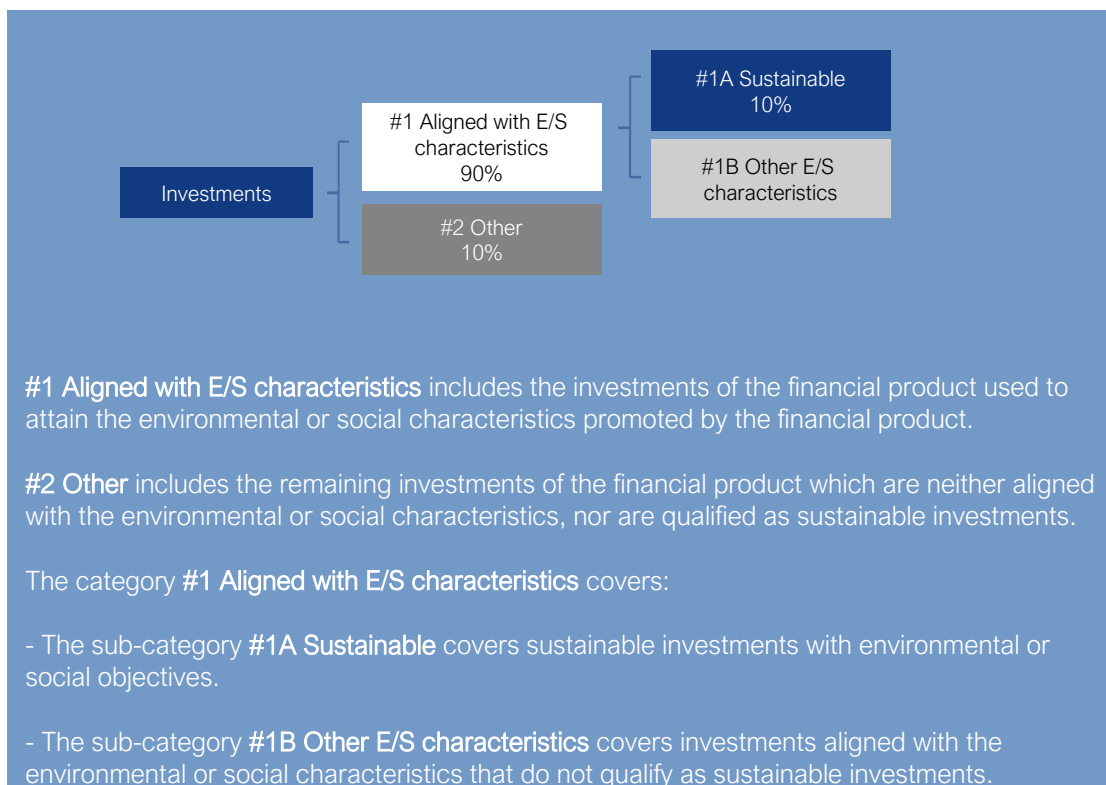 #1A Sustainable
10%
#1 Aligned with E/S
characteristics
90%
#1B Other E/S
characteristics
Investments
#2 Other
10%
#1 Aligned with E/S characteristics includes the investments of the financial product used to
attain the environmental or social characteristics promoted by the financial product.
#2 Other includes the remaining investments of the financial product which are neither aligned
with the environmental or social characteristics, nor are qualified as sustainable investments.
The category #1 Aligned with E/S characteristics covers:
- The sub-category #1A Sustainable covers sustainable investments with environmental or
social objectives.
- The sub-category #1B Other E/S characteristics covers investments aligned with the
environmental or social characteristics that do not qualify as sustainable investments.